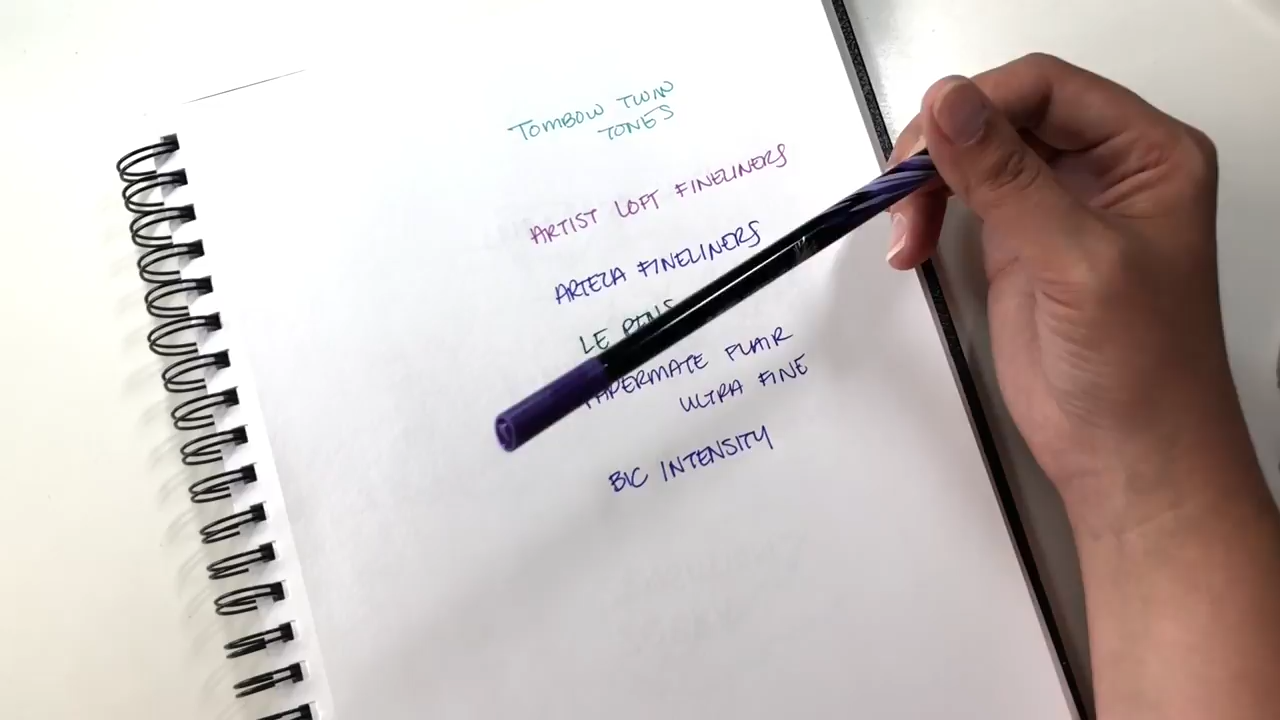 TOMBOW TWIN
TONES
ARTIST LOFT FINELINERS
ARTEZA FINELINERS
LE PENS
PAPERMATE FLAIR
ULTRA FINE
BIC INTENSITY